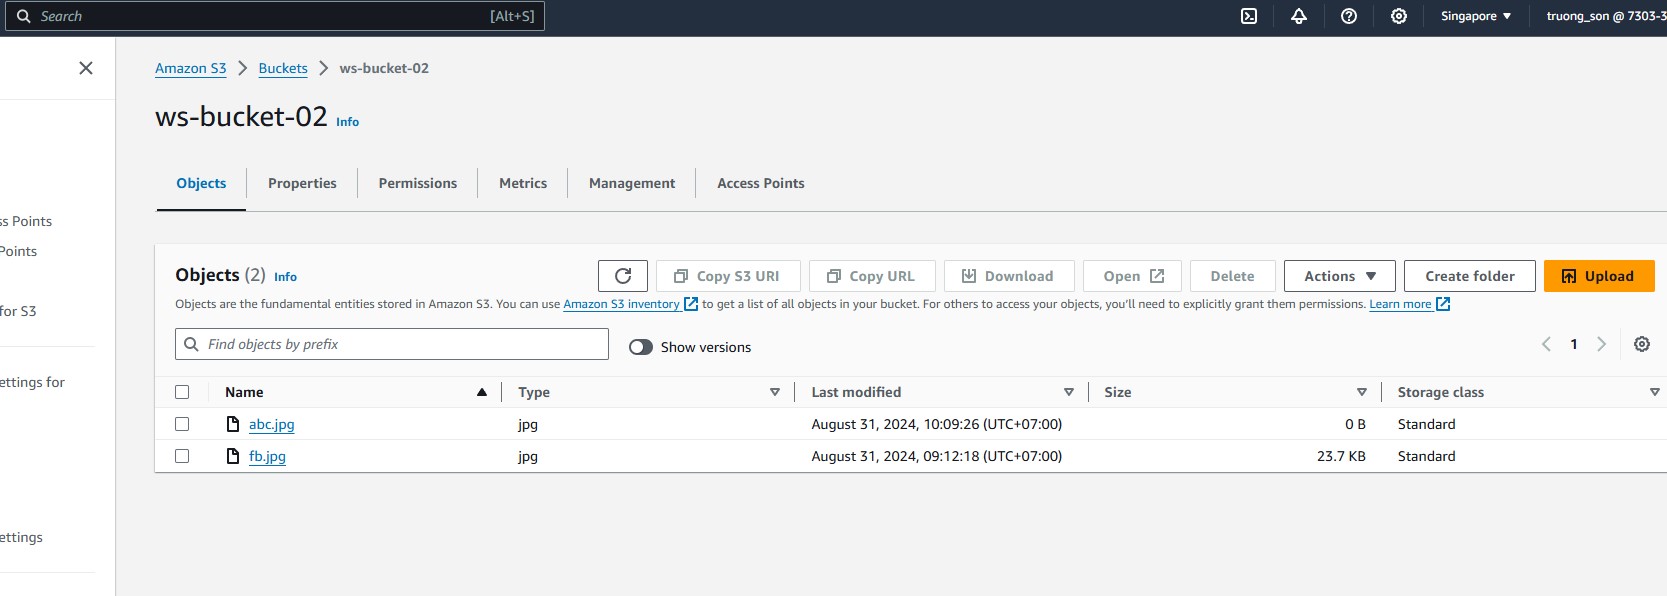 Search [Alt+S] Singapore truong_son @ 7303-3
Amazon S3 Buckets ws-bucket-02
ws-bucket-02 Info
Objects Properties Permissions Metrics Management Access Points
ss Points
Points
for S3
ettings for
ettings
Objects (2) Info Copy S3 URI Copy URL Download Open Delete Actions Create folder Upload
Objects are the fundamental entities stored in Amazon S3. You can use Amazon S3 inventory to get a list of all objects in your bucket. For others to access your objects, you'll need to explicitly grant them permissions. Learn more
Find objects by prefix Show versions 1
Name Type Last modified Size Storage class
abc.jpg jpg August 31, 2024, 10:09:26 (UTC+07:00) 0 B Standard
fb.jpg jpg August 31, 2024, 09:12:18 (UTC+07:00) 23.7 KB Standard